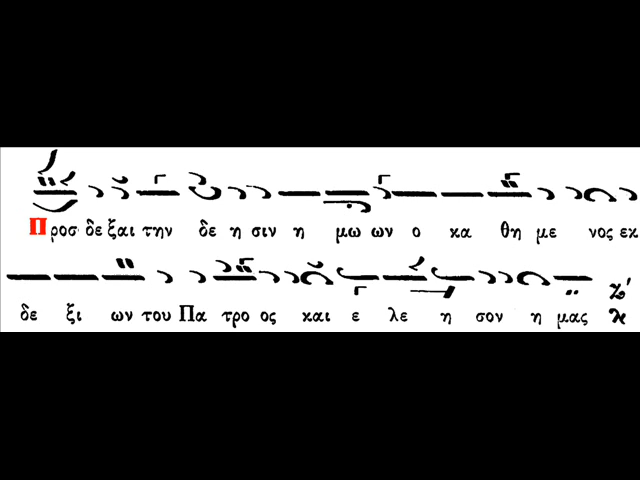 Προσ δε ξαι την δε η σιν η μω ων ο κα θη με νος εκ
δε ξι ων του Πα τρο ος και ε λε η σον η μας